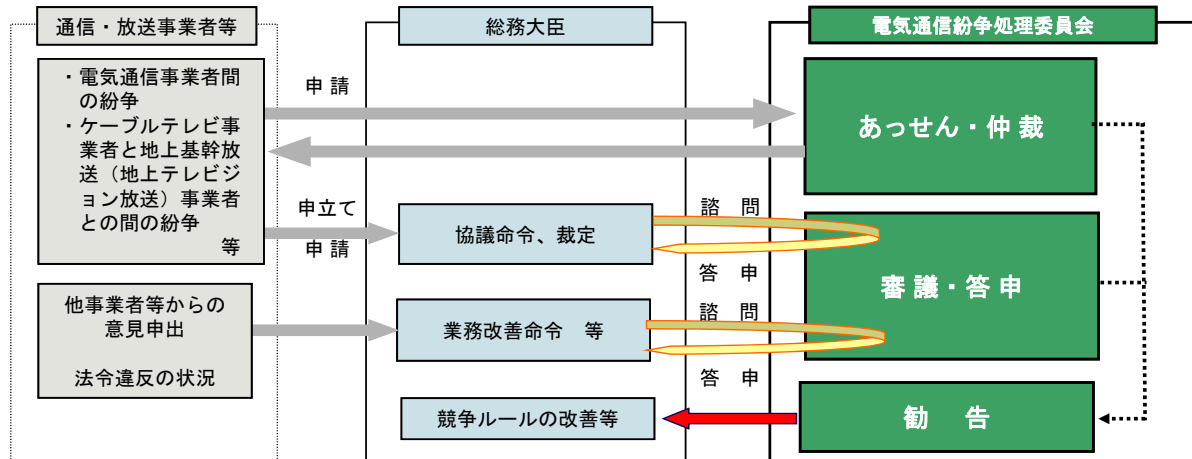 通信・放送事業者等
総務大臣
電気通信紛争処理委員会
・電気通信事業者間
の紛争
・ケーブルテレビ事
業者と地上基幹放
送（地上テレビジ
ョン放送）事業者
との間の紛争
等
申 請
あっせん・仲 裁
申立て
申 請
協議命令、裁定
諮 問
答 申
審 議・答 申
他事業者等からの
意見申出
法令違反の状況
業務改善命令 等
諮 問
答 申
競争ルールの改善等
勧 告